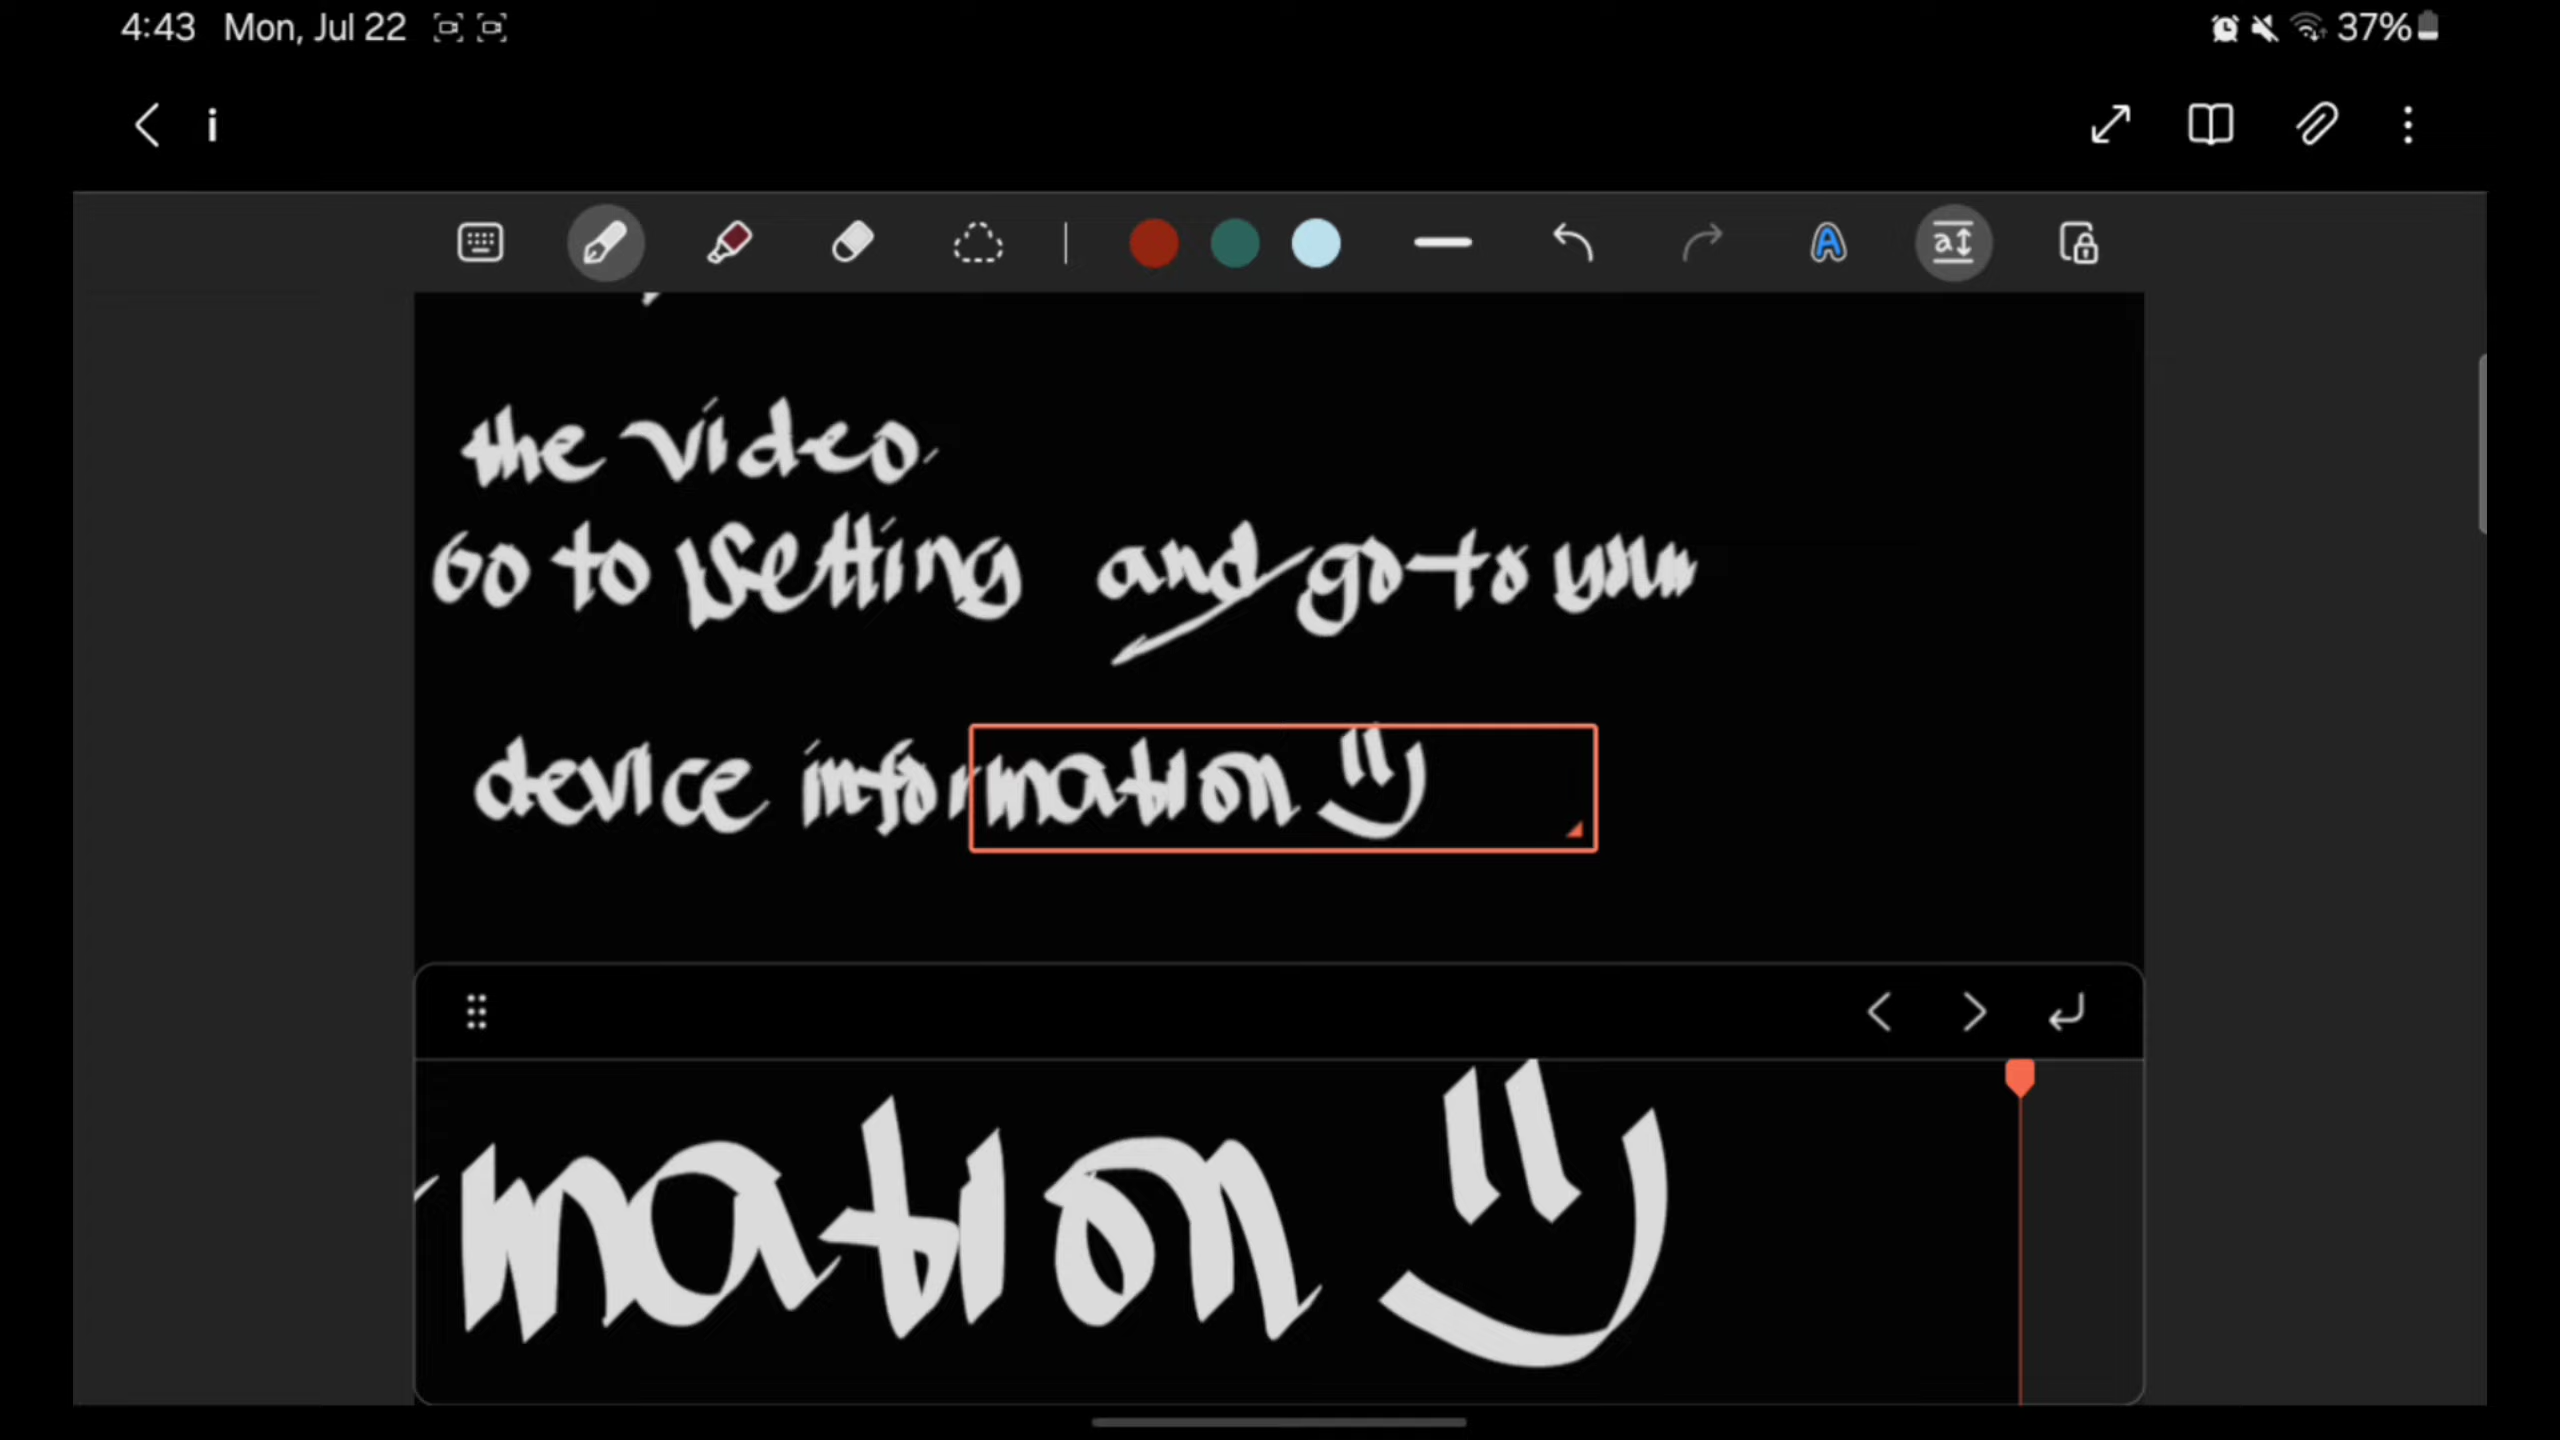 4:43 Mon, Jul 22 37%
i
a
the video.
Go to setting and go to your
device information
mation